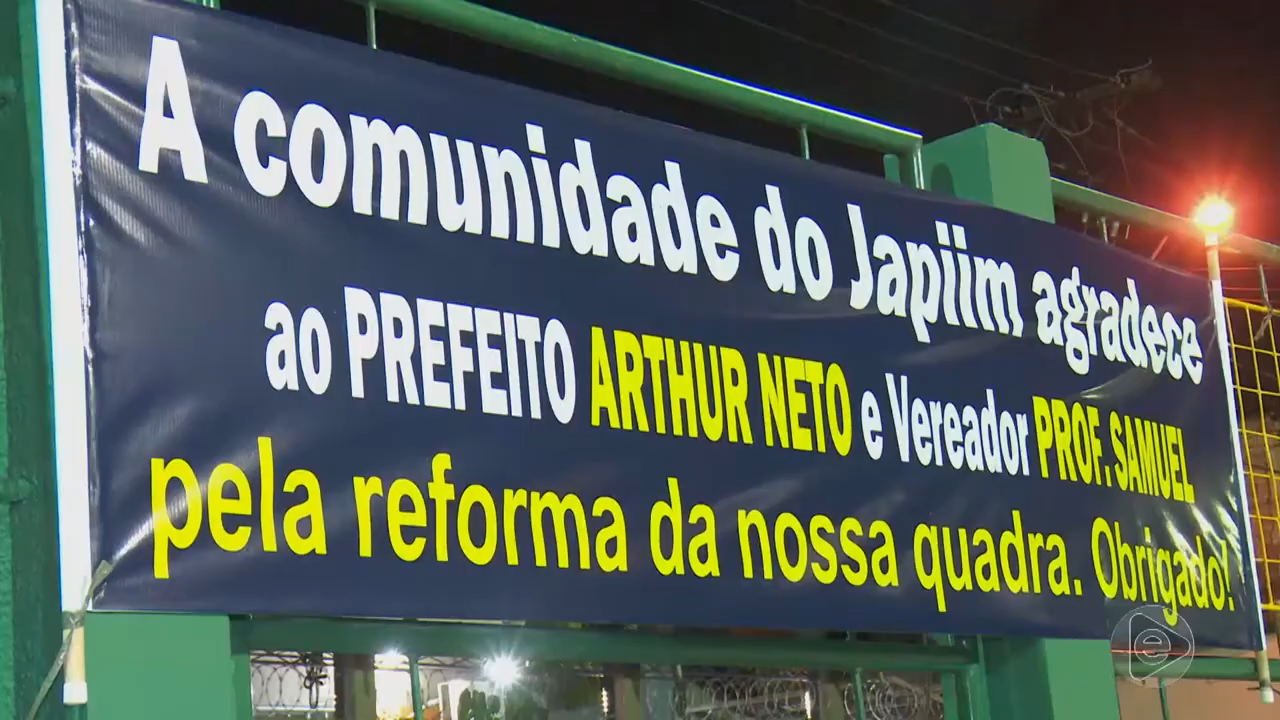 A comunidade do Japiim agradece
ao PREFEITO ARTHUR NETO e Vereador PROF. SAMUEL
pela reforma da nossa quadra. Obrigado!
e